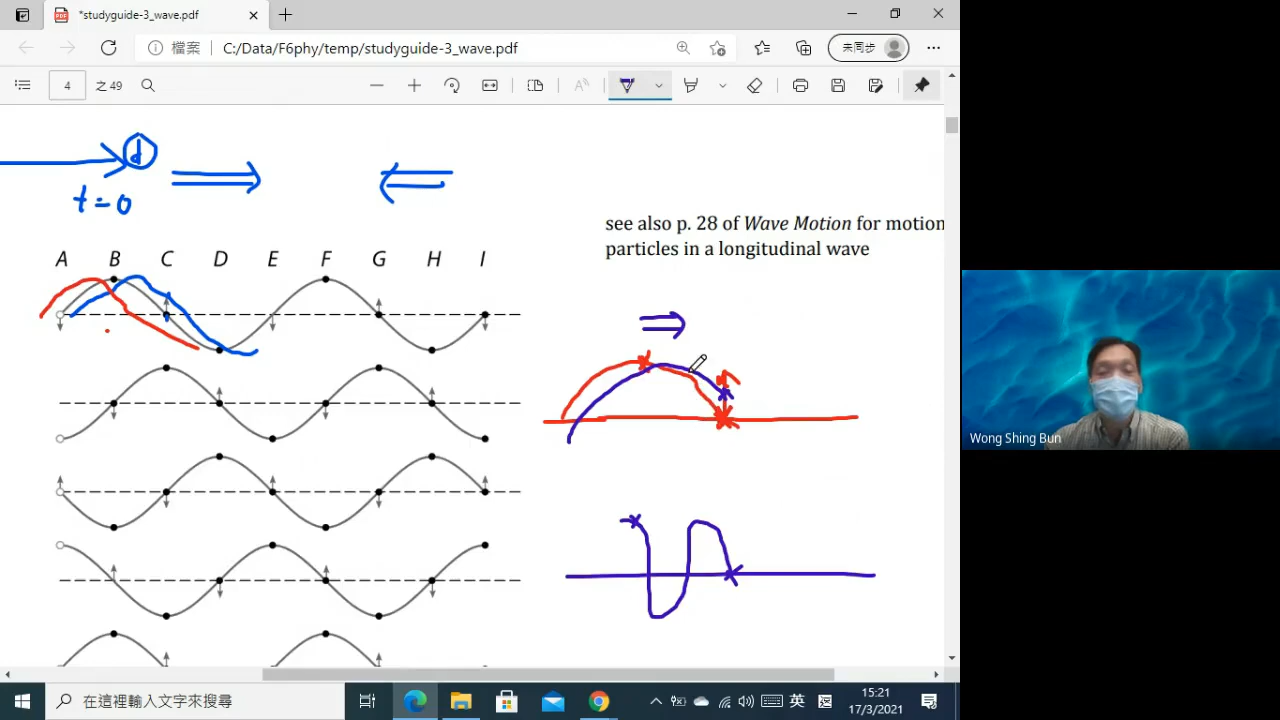 *studyguide-3_wave.pdf
檔案
C:/Data/F6phy/temp/studyguide-3_wave.pdf
未同步
4
之 49
d
t=0
see also p. 28 of Wave Motion for motion
particles in a longitudinal wave
A B C D E F G H I
Wong Shing Bun
在這裡輸入文字來搜尋
英
15:21
17/3/2021